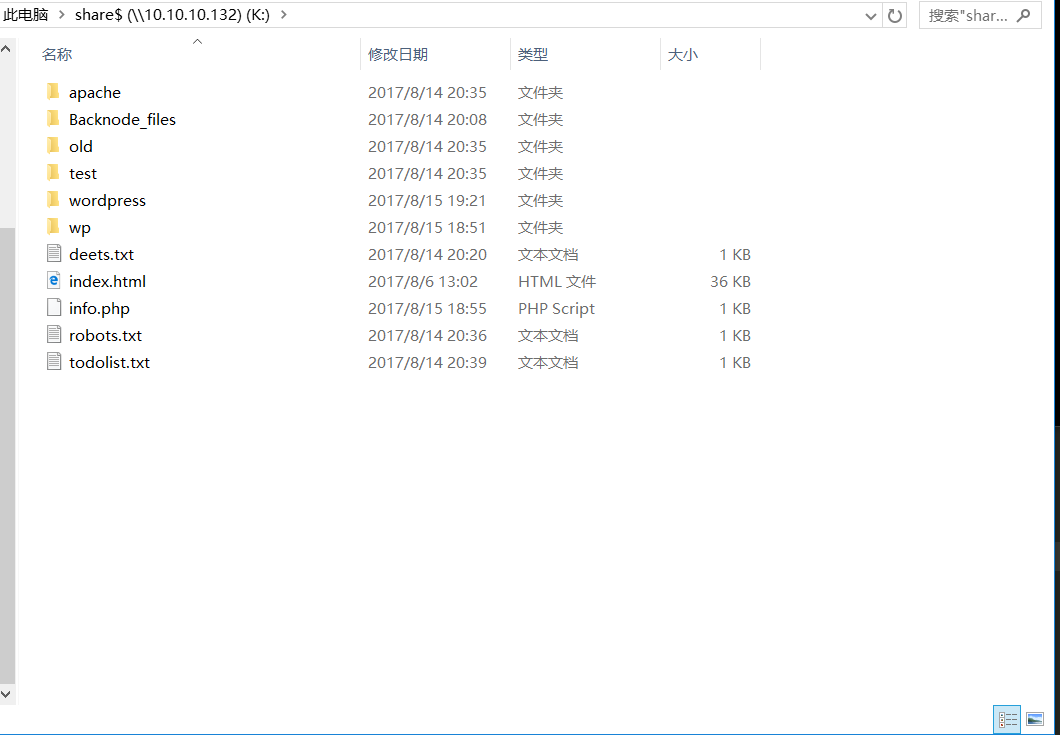 此电脑 > share$ (\\10.10.10.132) (K:) > 搜索"shar...
名称 修改日期 类型 大小
apache 2017/8/14 20:35 文件夹
Backnode_files 2017/8/14 20:08 文件夹
old 2017/8/14 20:35 文件夹
test 2017/8/14 20:35 文件夹
wordpress 2017/8/15 19:21 文件夹
wp 2017/8/15 18:51 文件夹
deets.txt 2017/8/14 20:20 文本文档 1 KB
index.html 2017/8/6 13:02 HTML 文件 36 KB
info.php 2017/8/15 18:55 PHP Script 1 KB
robots.txt 2017/8/14 20:36 文本文档 1 KB
todolist.txt 2017/8/14 20:39 文本文档 1 KB